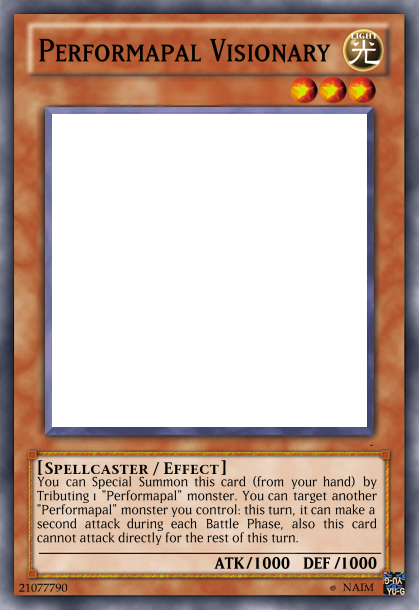 Performapal Visionary
LIGHT
光
[Spellcaster / Effect]
You can Special Summon this card (from your hand) by
Tributing 1 "Performapal" monster. You can target another
"Performapal" monster you control: this turn, it can make a
second attack during each Battle Phase, also this card
cannot attack directly for the rest of this turn.
ATK/1000 DEF/1000
21077790
© NAIM